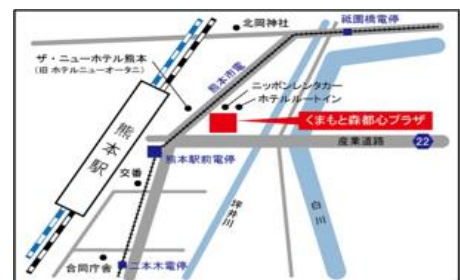 北岡神社
祗園橋電停
ザ・ニューホテル熊本
(旧 ホテルニューオータニ)
熊本市電
ニッポンレンタカー
ホテルルートイン
くまもと森都心プラザ
熊本駅
産業道路
22
熊本駅前電停
交番
坪井川
白川
合同庁舎
二本木電停